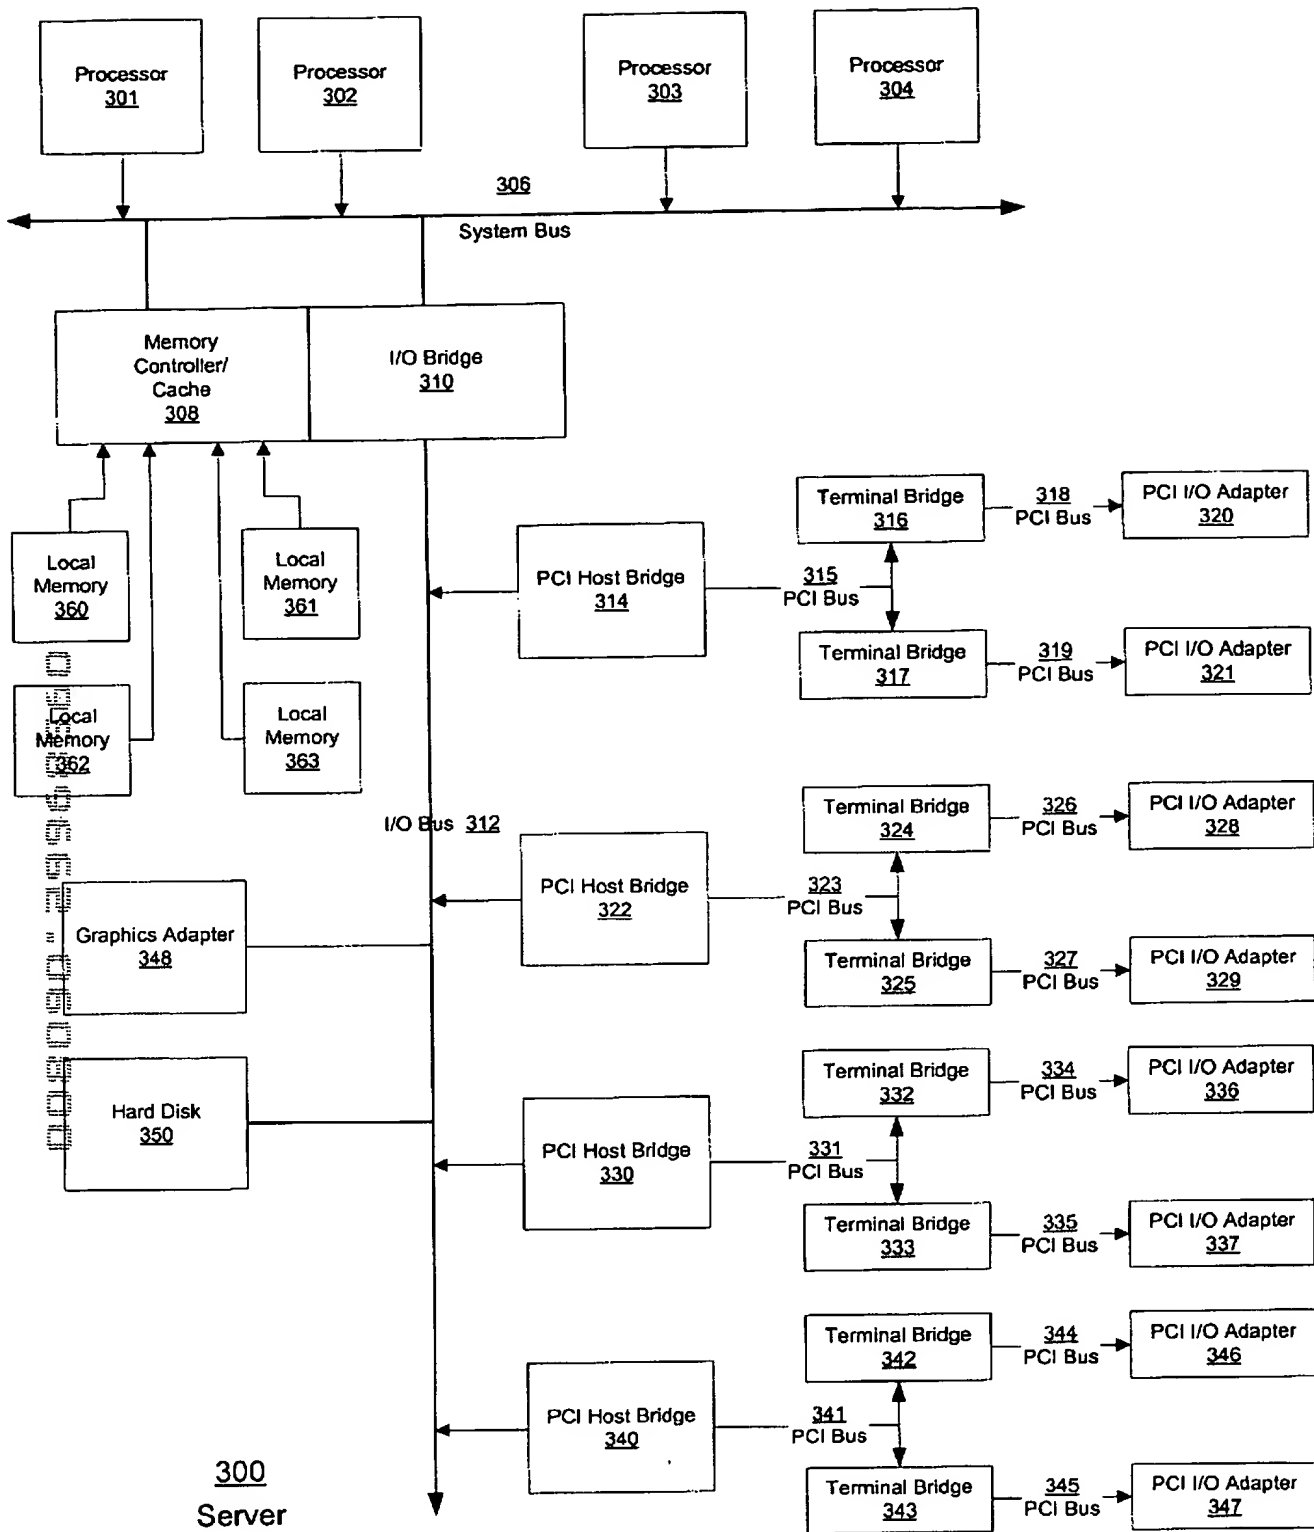 Processor
301
Processor
302
Processor
303
Processor
304
306
System Bus
Memory
Controller/
Cache
308
I/O Bridge
310
Local
Memory
360
Local
Memory
361
Local
Memory
362
Local
Memory
363
I/O Bus 312
Graphics Adapter
348
Hard Disk
350
PCI Host Bridge
314
315
PCI Bus
Terminal Bridge
316
318
PCI Bus
PCI I/O Adapter
320
Terminal Bridge
317
319
PCI Bus
PCI I/O Adapter
321
PCI Host Bridge
322
323
PCI Bus
Terminal Bridge
324
326
PCI Bus
PCI I/O Adapter
328
Terminal Bridge
325
327
PCI Bus
PCI I/O Adapter
329
PCI Host Bridge
330
331
PCI Bus
Terminal Bridge
332
334
PCI Bus
PCI I/O Adapter
336
Terminal Bridge
333
335
PCI Bus
PCI I/O Adapter
337
PCI Host Bridge
340
341
PCI Bus
Terminal Bridge
342
344
PCI Bus
PCI I/O Adapter
346
Terminal Bridge
343
345
PCI Bus
PCI I/O Adapter
347
300
Server